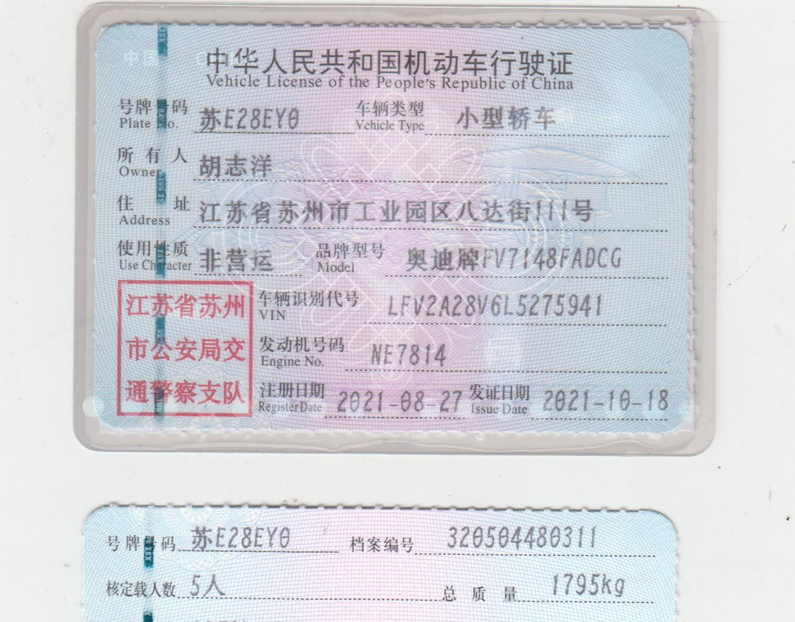 中国
中华人民共和国机动车行驶证
Vehicle License of the People's Republic of China
号牌号码 苏E28EY0 车辆类型 小型轿车
Plate No. Vehicle Type
所有人 胡志洋
Owner
住址 江苏省苏州市工业园区八达街111号
Address
使用性质 非营运 品牌型号 奥迪牌FV7148FADCG
Use Character Model
江苏省苏州
市公安局交
通警察支队
车辆识别代号 LFV2A28V6L5275941
VIN
发动机号码 NE7814
Engine No.
注册日期 2021-08-27 发证日期 2021-10-18
Register Date Issue Date
号牌号码 苏E28EY0 档案编号 320504480311
核定载人数 5人 总质量 1795kg